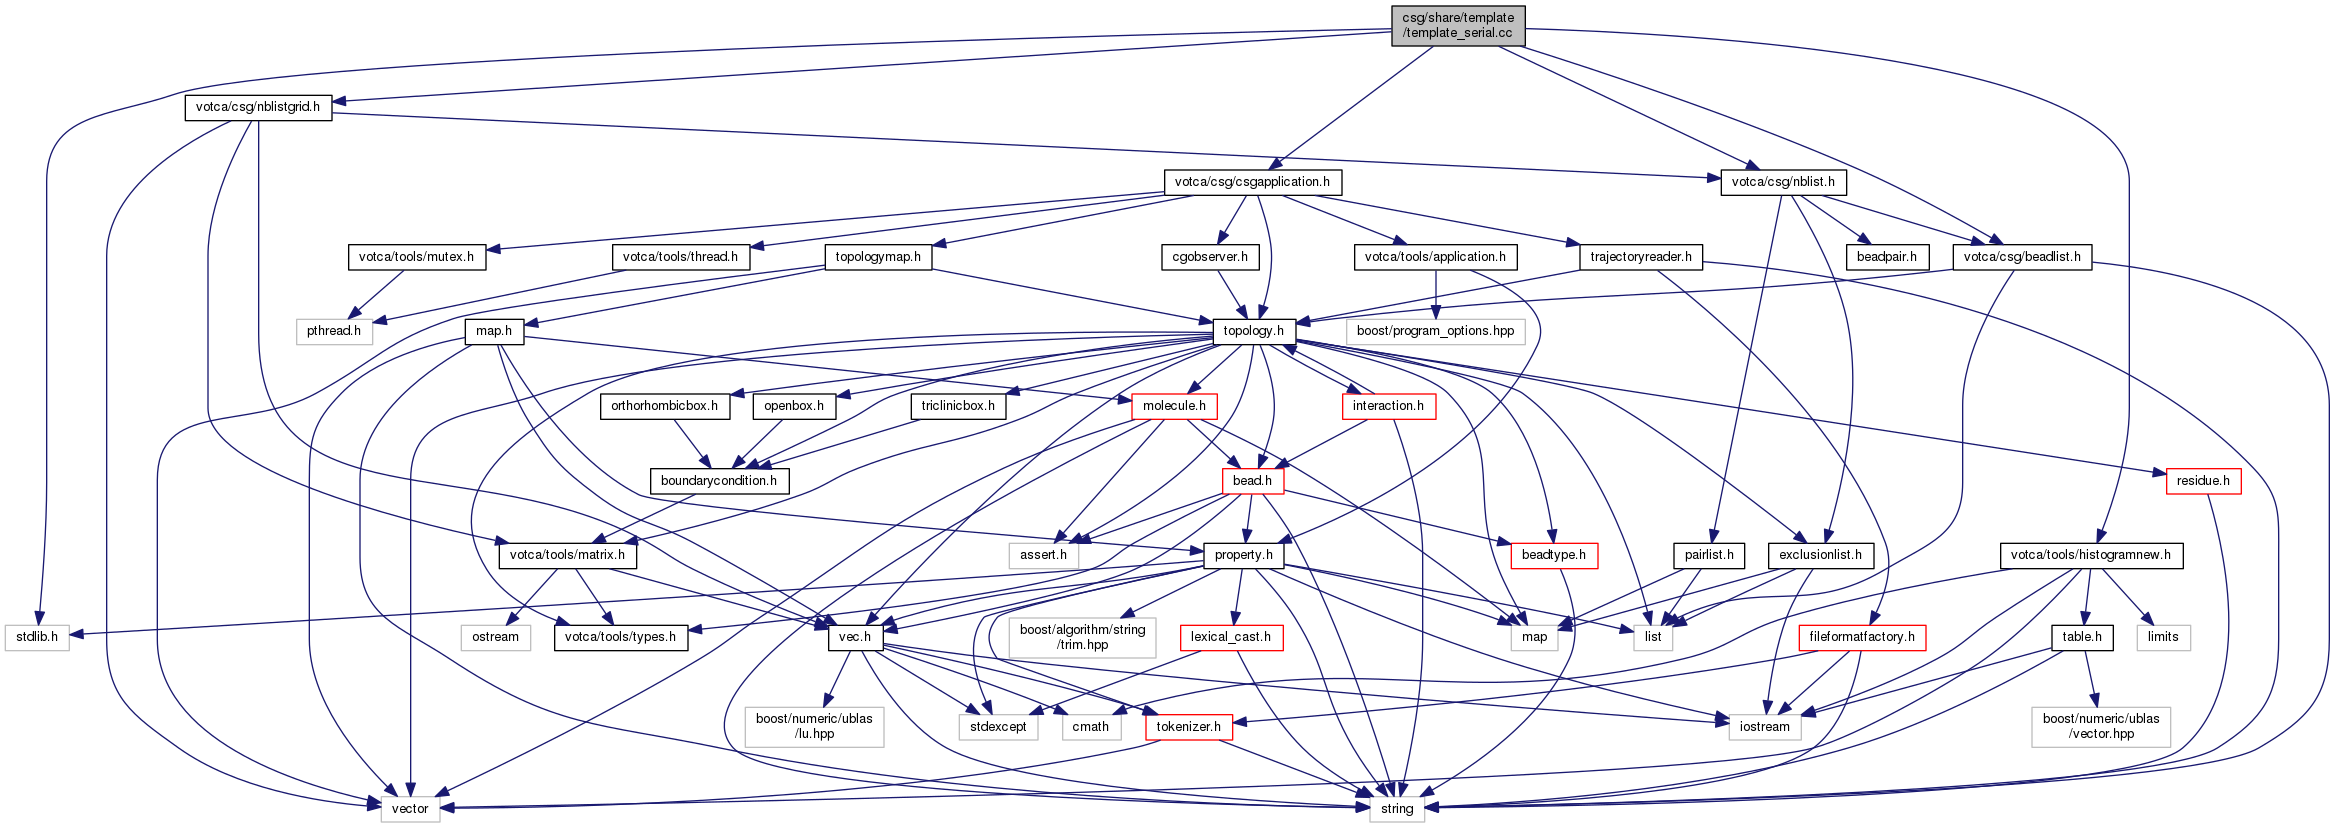 csg/share/template
/template_serial.cc
votca/csg/nblistgrid.h
votca/csg/csgapplication.h
votca/csg/nblist.h
votca/tools/mutex.h
votca/tools/thread.h
topologymap.h
cgobserver.h
votca/tools/application.h
trajectoryreader.h
beadpair.h
votca/csg/beadlist.h
pthread.h
map.h
topology.h
boost/program_options.hpp
orthorhombicbox.h
openbox.h
triclinicbox.h
molecule.h
interaction.h
boundarycondition.h
bead.h
residue.h
votca/tools/matrix.h
assert.h
property.h
beadtype.h
pairlist.h
exclusionlist.h
votca/tools/histogramnew.h
stdlib.h
ostream
votca/tools/types.h
vec.h
boost/algorithm/string
/trim.hpp
lexical_cast.h
map
list
fileformatfactory.h
table.h
limits
boost/numeric/ublas
/lu.hpp
stdexcept
cmath
tokenizer.h
iostream
boost/numeric/ublas
/vector.hpp
vector
string